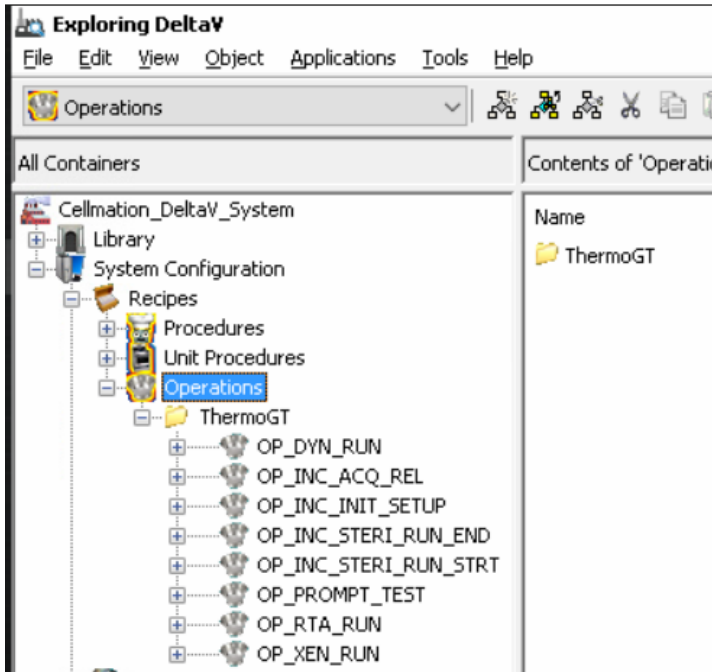 Exploring DeltaV
File Edit View Object Applications Tools Help
Operations
All Containers
Contents of 'Operati
Cellmation_DeltaV_System
Library
System Configuration
Recipes
Procedures
Unit Procedures
Operations
ThermoGT
OP_DYN_RUN
OP_INC_ACQ_REL
OP_INC_INIT_SETUP
OP_INC_STERI_RUN_END
OP_INC_STERI_RUN_STRT
OP_PROMPT_TEST
OP_RTA_RUN
OP_XEN_RUN
Name
ThermoGT